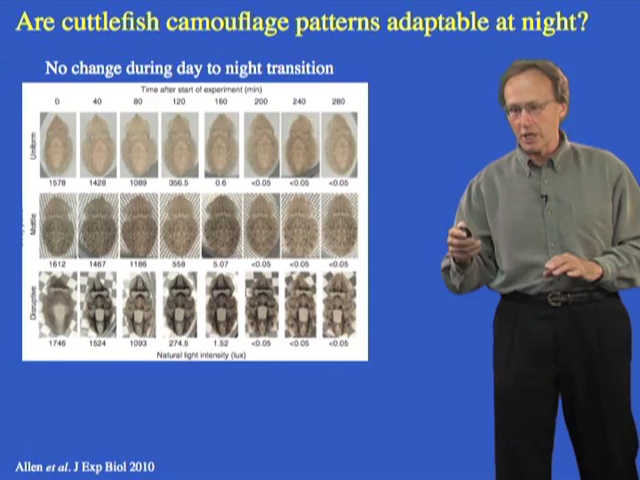 Are cuttlefish camouflage patterns adaptable at night?
No change during day to night transition
Time after start of experiment (min)
0 40 80 120 160 200 240 280
Uniform
1578 1428 1089 356.5 0.6 <0.05 <0.05 <0.05
Mottle
1612 1467 1186 558 5.07 <0.05 <0.05 <0.05
Disruptive
1746 1524 1093 274.5 1.52 <0.05 <0.05 <0.05
Natural light intensity (lux)
Allen et al. J Exp Biol 2010